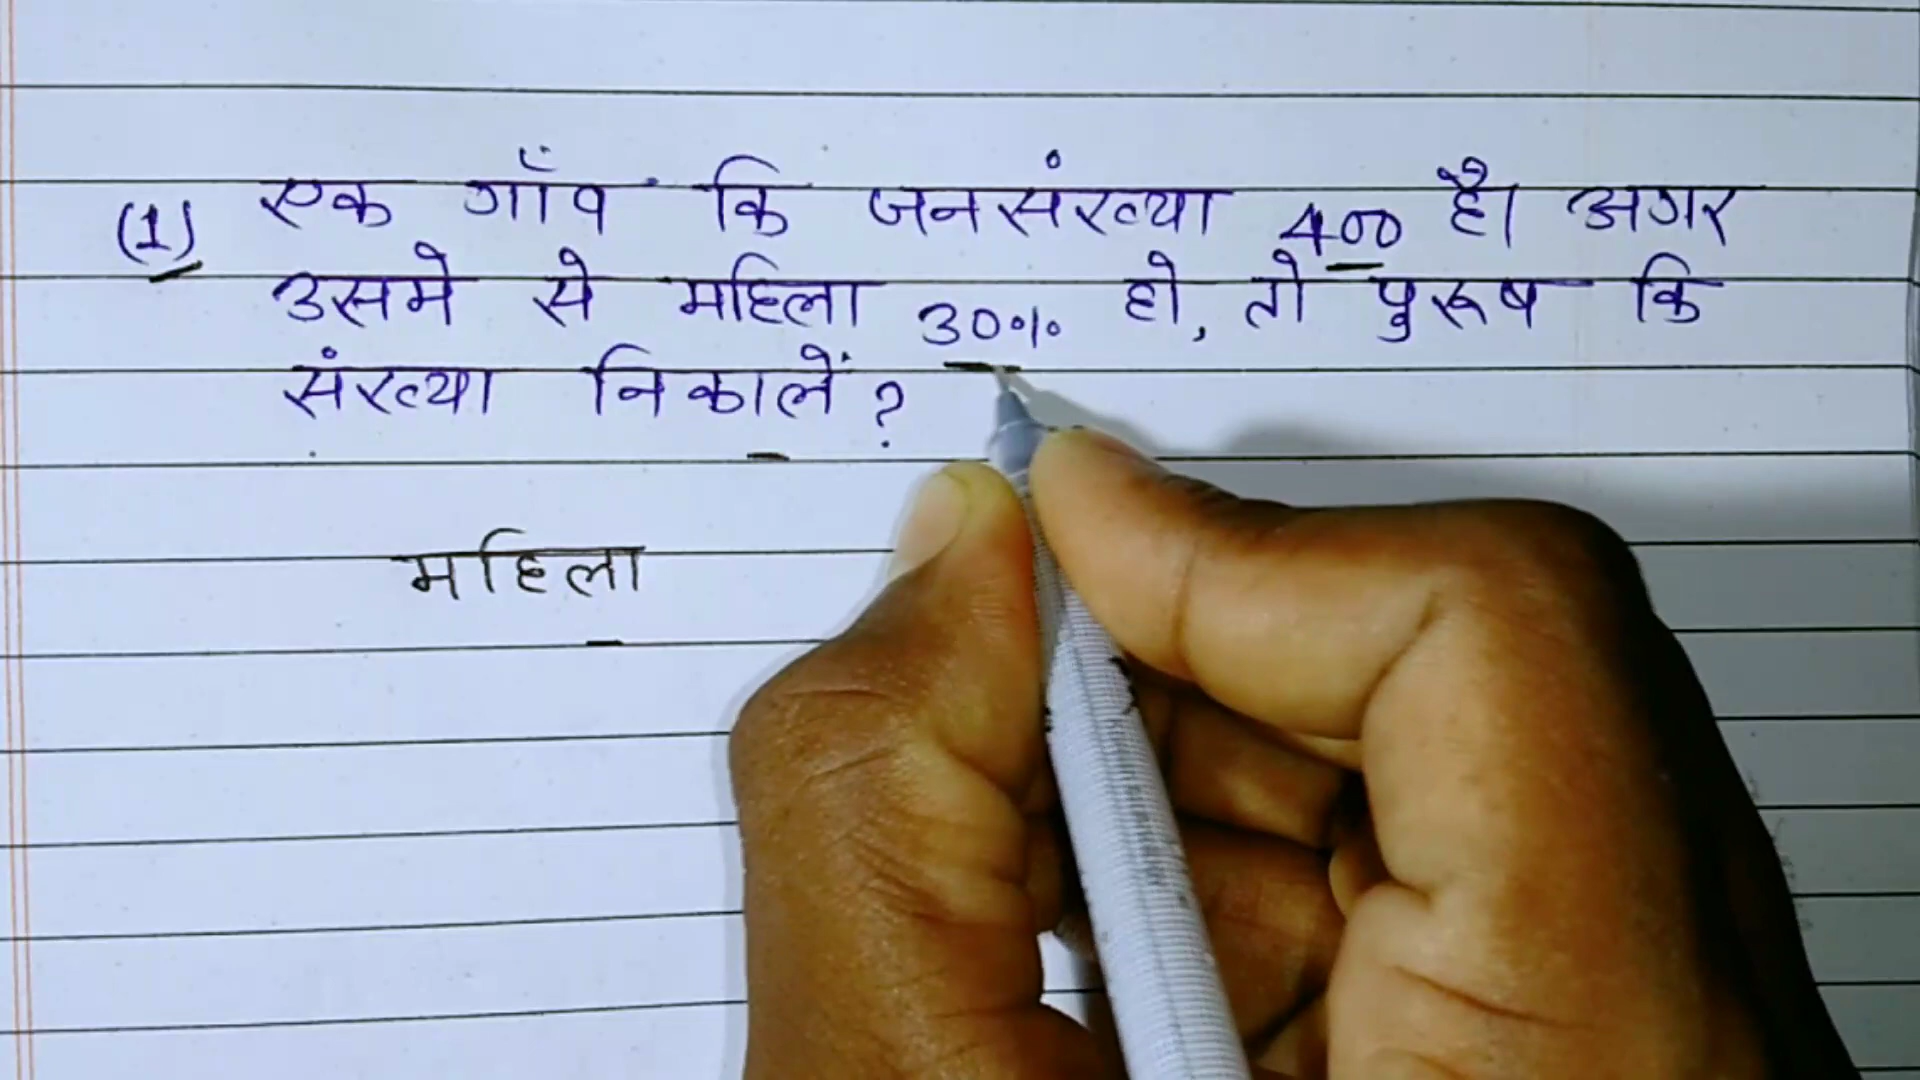 (1) एक गाँव कि जनसंख्या 400 है। अगर
उसमे से महिला 30% हो, तो पुरूष कि
संख्या निकालें ?
महिला